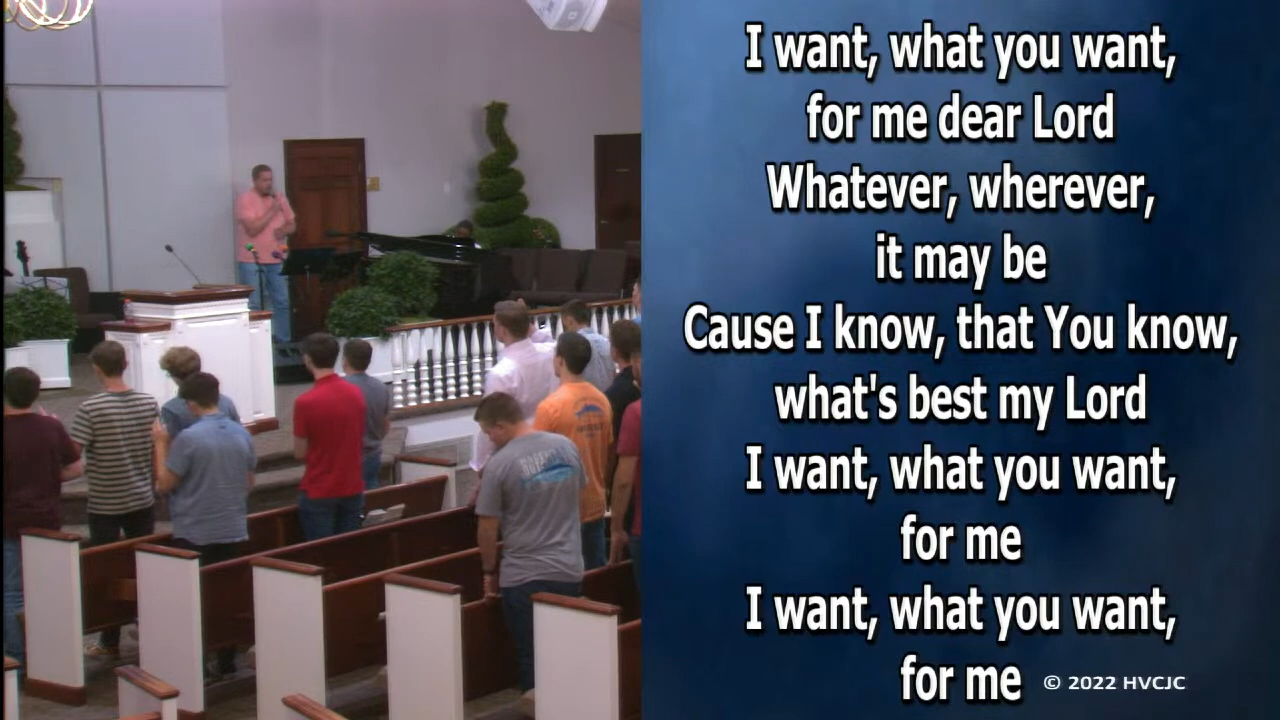 I want, what you want,
for me dear Lord
Whatever, wherever,
it may be
Cause I know, that You know,
what's best my Lord
I want, what you want,
for me
I want, what you want,
for me
© 2022 HVCJC